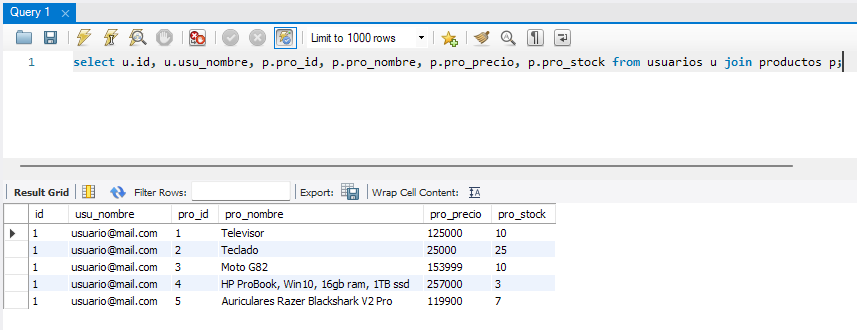 Query 1
Limit to 1000 rows
1 select u.id, u.usu_nombre, p.pro_id, p.pro_nombre, p.pro_precio, p.pro_stock from usuarios u join productos p;
Result Grid Filter Rows: Export: Wrap Cell Content:
id usu_nombre pro_id pro_nombre pro_precio pro_stock
1 usuario@mail.com 1 Televisor 125000 10
1 usuario@mail.com 2 Teclado 25000 25
1 usuario@mail.com 3 Moto G82 153999 10
1 usuario@mail.com 4 HP ProBook, Win10, 16gb ram, 1TB ssd 257000 3
1 usuario@mail.com 5 Auriculares Razer Blackshark V2 Pro 119900 7